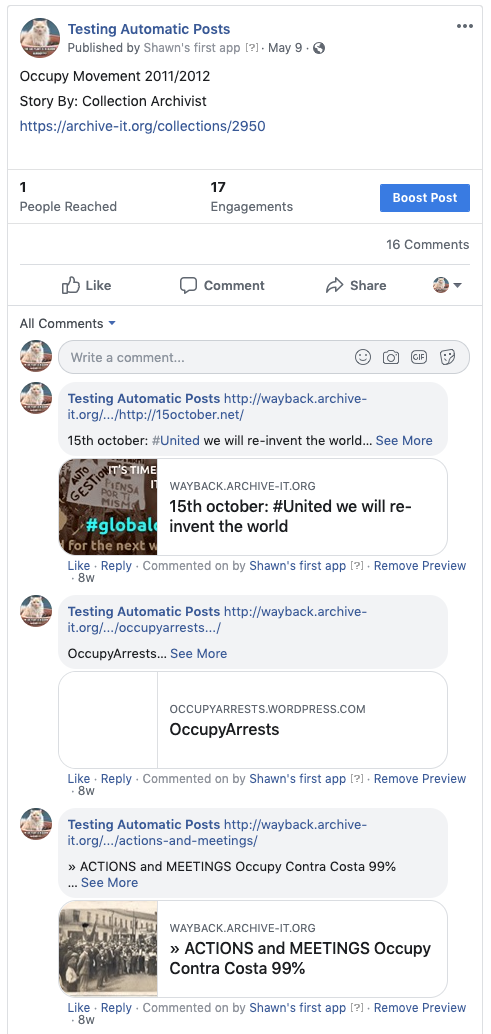 Testing Automatic Posts
Published by Shawn's first app [?] · May 9 ·
Occupy Movement 2011/2012
Story By: Collection Archivist
https://archive-it.org/collections/2950
1
People Reached
17
Engagements
Boost Post
16 Comments
Like
Comment
Share
All Comments
Write a comment...
GIF
Testing Automatic Posts http://wayback.archive-
it.org/.../http://15october.net/
15th october: #United we will re-invent the world... See More
IT'S TIME
AUTO
GESTION
PIENSA
POR TI
MISMO
#globalc
d for the next w
WAYBACK.ARCHIVE-IT.ORG
15th october: #United we will re-
invent the world
Like · Reply · Commented on by Shawn's first app [?] · Remove Preview
· 8w
Testing Automatic Posts http://wayback.archive-
it.org/.../occupyarrests.../
OccupyArrests... See More
OCCUPYARRESTS.WORDPRESS.COM
OccupyArrests
Like · Reply · Commented on by Shawn's first app [?] · Remove Preview
· 8w
Testing Automatic Posts http://wayback.archive-
it.org/.../actions-and-meetings/
» ACTIONS and MEETINGS Occupy Contra Costa 99%
... See More
WAYBACK.ARCHIVE-IT.ORG
» ACTIONS and MEETINGS Occupy
Contra Costa 99%
Like · Reply · Commented on by Shawn's first app [?] · Remove Preview
· 8w